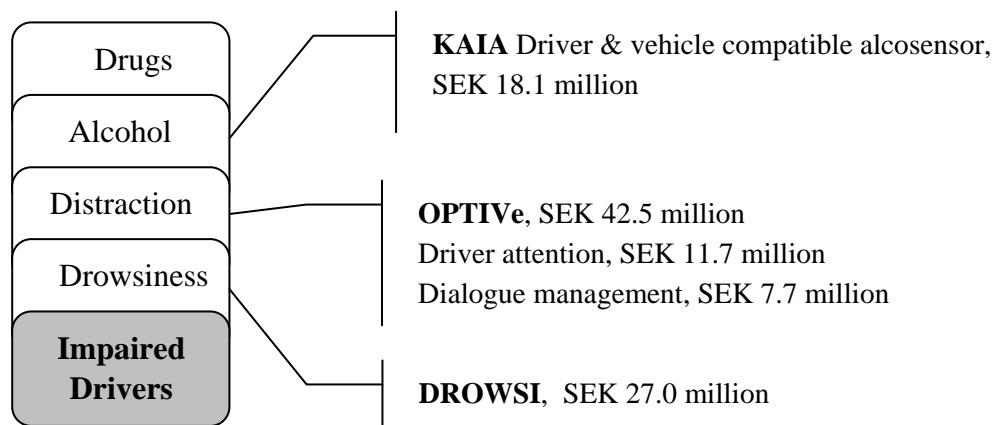 Drugs
Alcohol
Distraction
Drowsiness
Impaired
Drivers
KAIA Driver & vehicle compatible alcosensor,
SEK 18.1 million
OPTIVe, SEK 42.5 million
Driver attention, SEK 11.7 million
Dialogue management, SEK 7.7 million
DROWSI, SEK 27.0 million